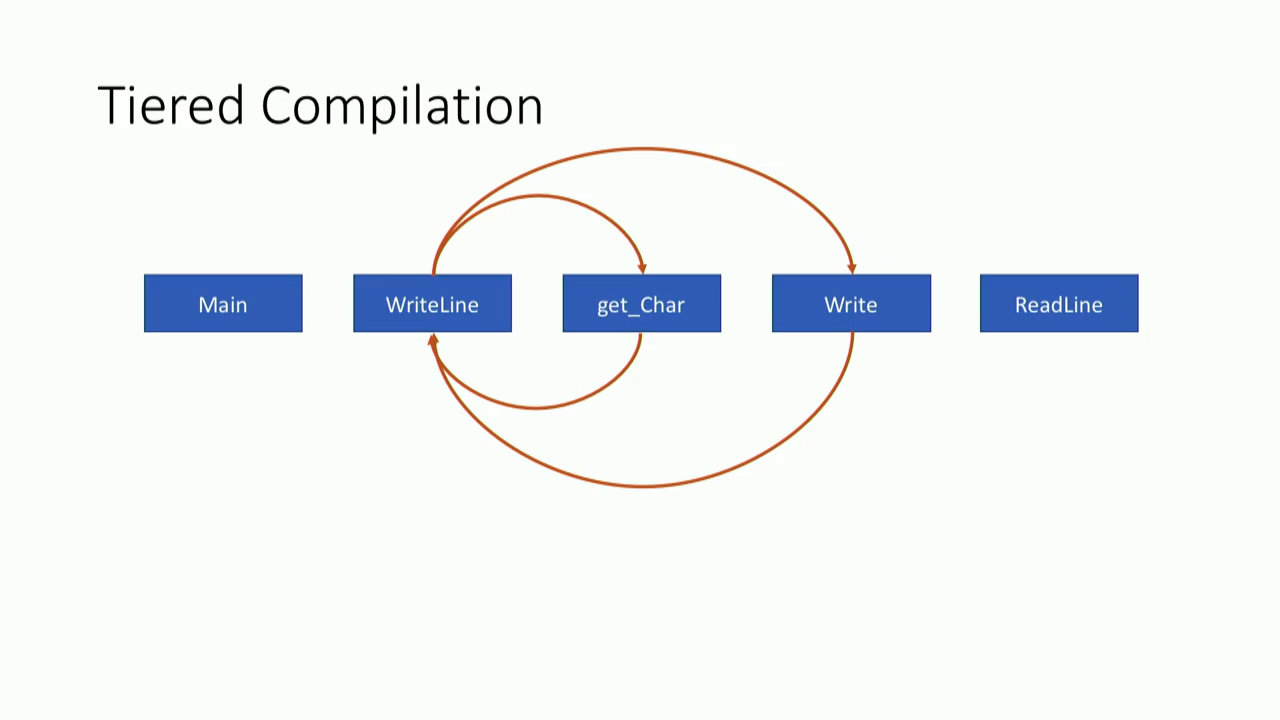 Tiered Compilation
Main
WriteLine
get_Char
Write
ReadLine